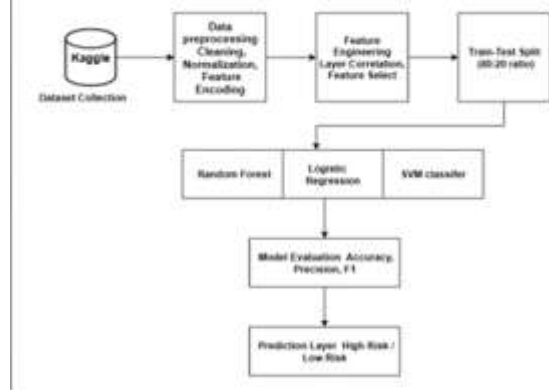 Kaggle
Dataset Collection
Data
preprocessing
Cleaning,
Normalization,
Feature
Encoding
Feature
Engineering
Layer Correlation,
Feature Select
Train-Test Split
(80:20 ratio)
Random Forest
Logistic
Regression
SVM classifer
Model Evaluation Accuracy,
Precision, F1
Prediction Layer High Risk /
Low Risk